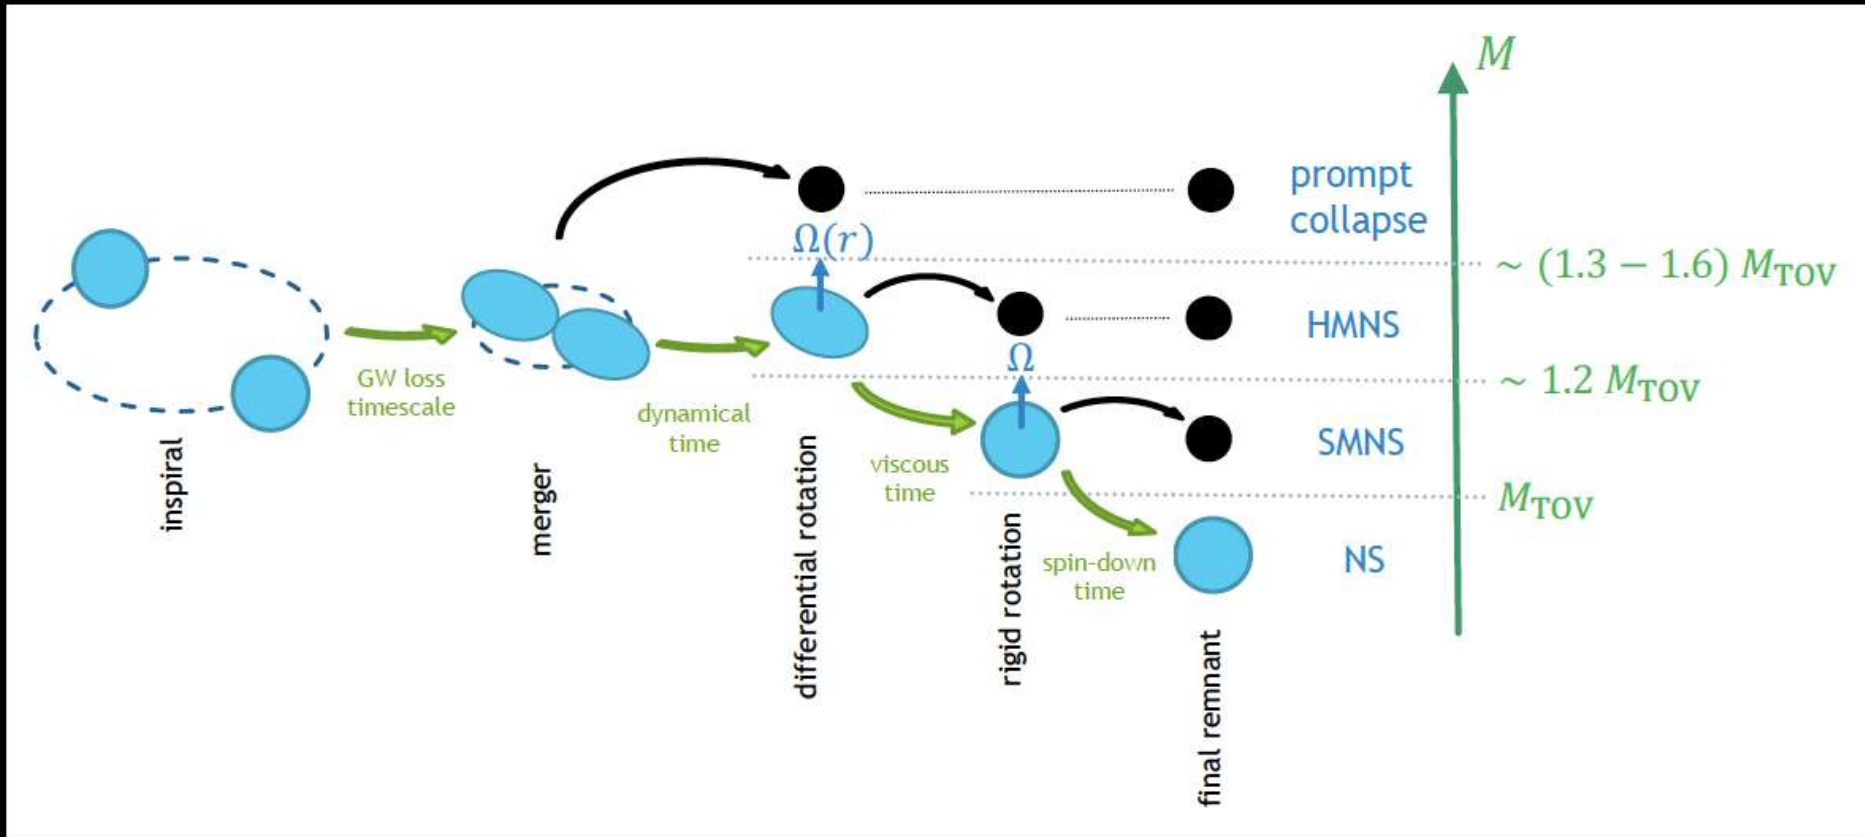 M
prompt
collapse
Ω(r)
~ (1.3 − 1.6) M_TOV
HMNS
Ω
~ 1.2 M_TOV
GW loss
timescale
dynamical
time
SMNS
viscous
time
M_TOV
NS
spin-down
time
inspiral
merger
differential rotation
rigid rotation
final remnant